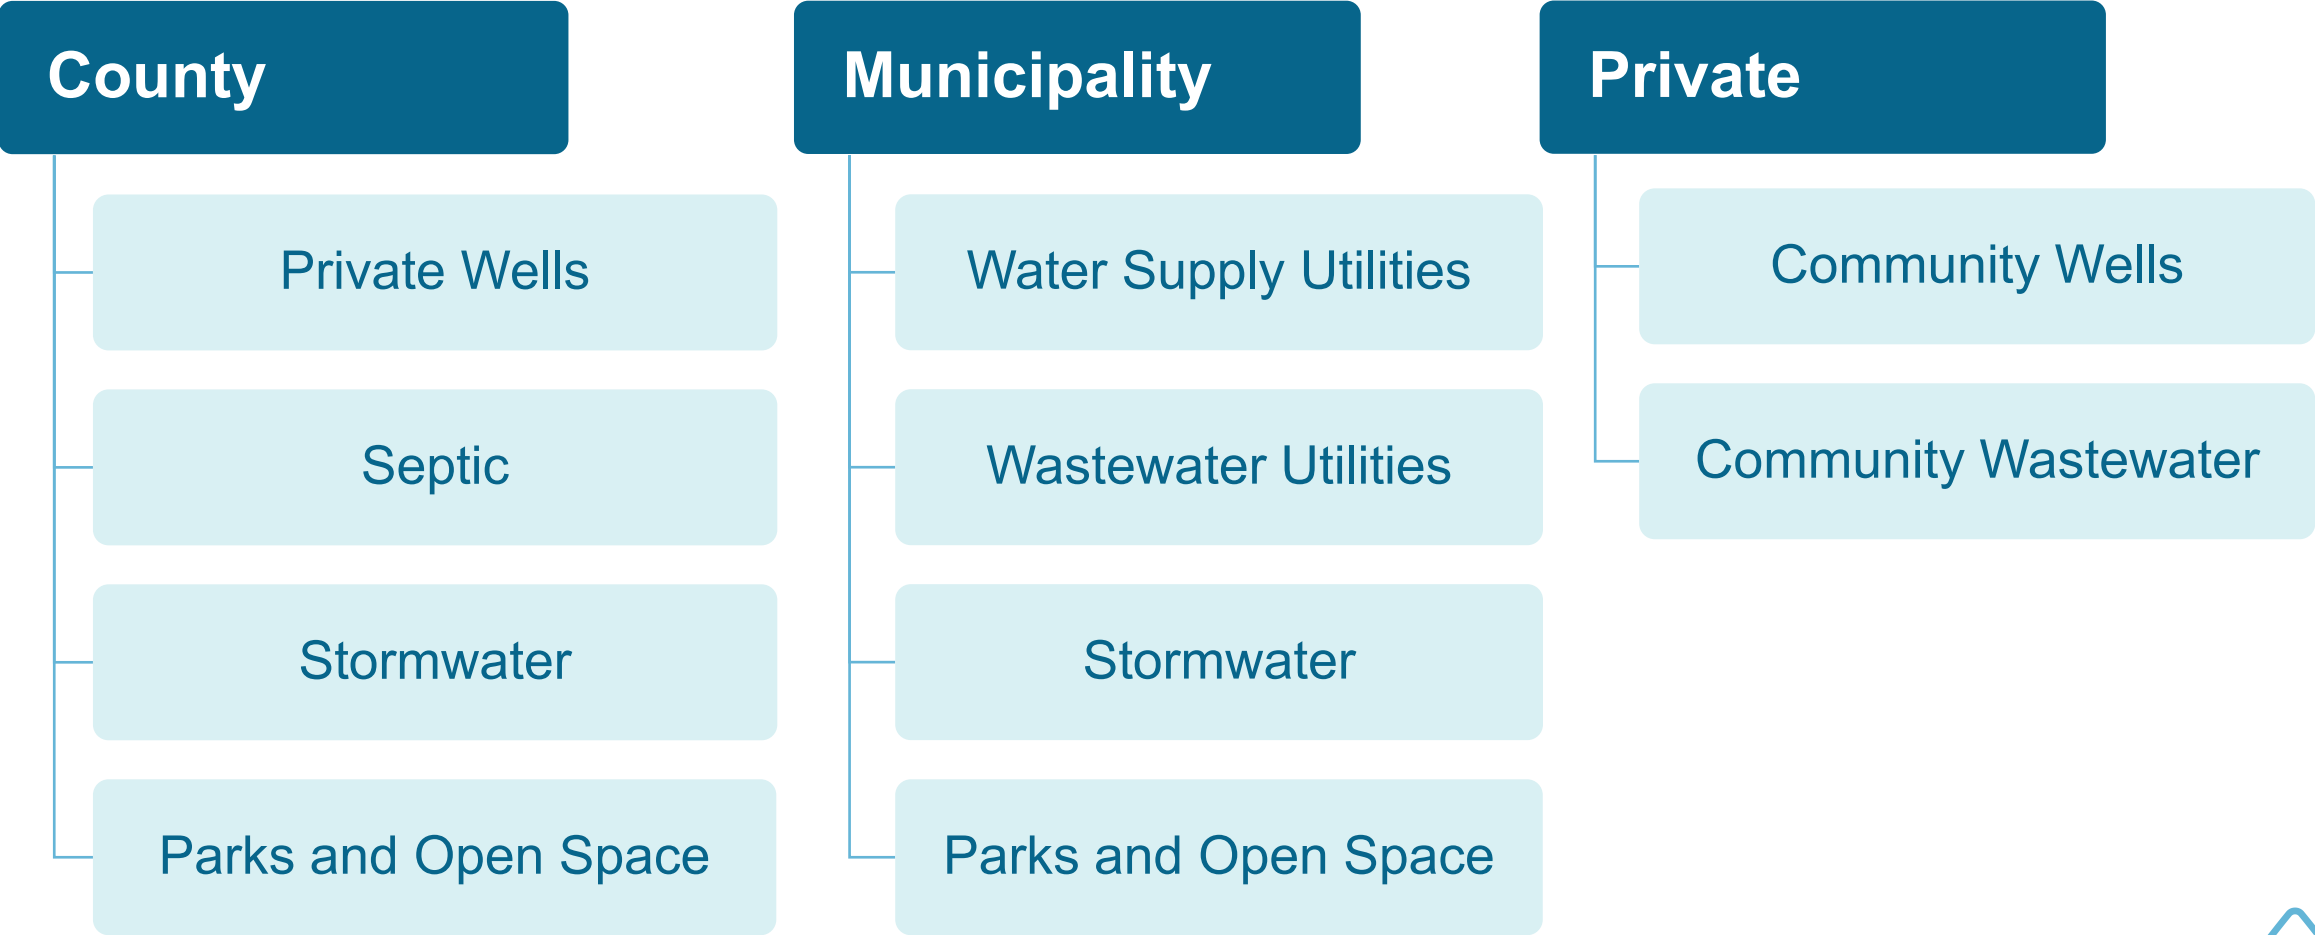 County
Private Wells
Septic
Stormwater
Parks and Open Space
Municipality
Water Supply Utilities
Wastewater Utilities
Stormwater
Parks and Open Space
Private
Community Wells
Community Wastewater